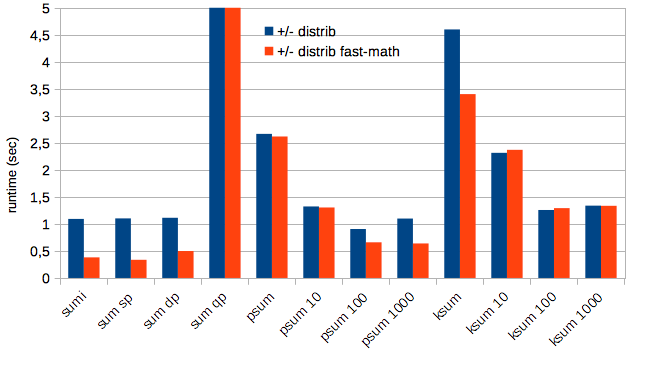 5
4,5
4
3,5
3
2,5
2
1,5
1
0,5
0
runtime (sec)
+/- distrib
+/- distrib fast-math
sumi
sum sp
sum dp
sum qp
psum
psum 10
psum 100
psum 1000
ksum
ksum 10
ksum 100
ksum 1000